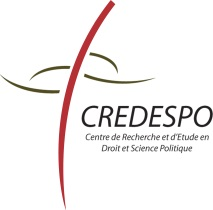 CREDESPO
Centre de Recherche et d'Etude en
Droit et Science Politique